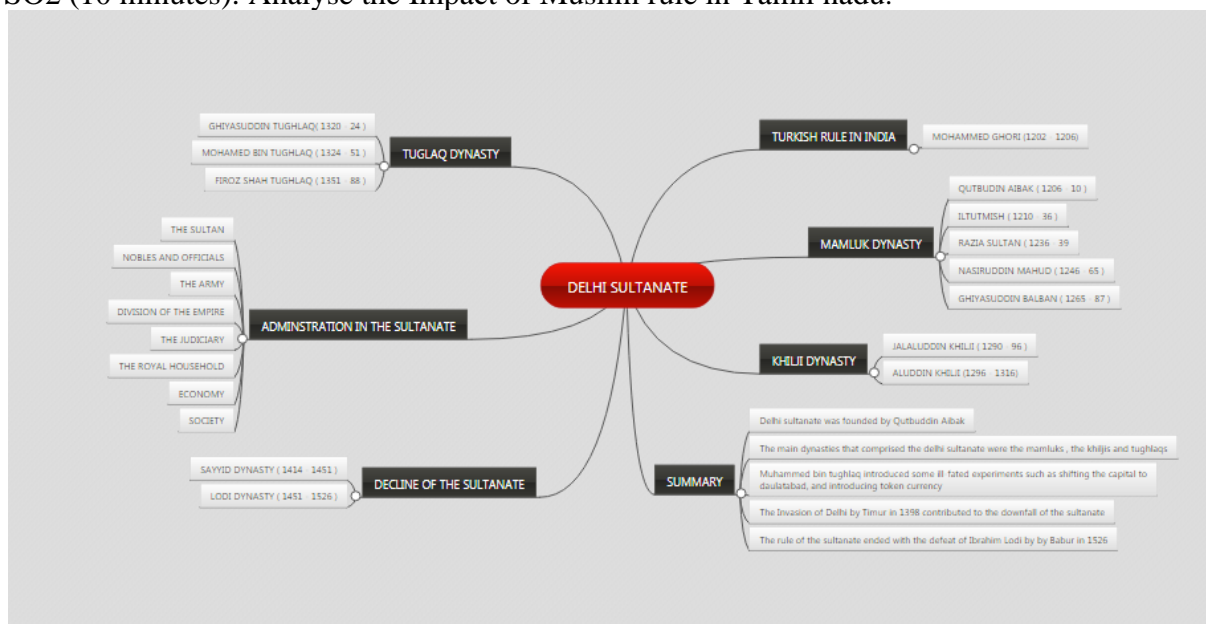 SO2 (10 minutes): Analyse the Impact of Muslim rule in Tamil nadu.
DELHI SULTANATE
TURKISH RULE IN INDIA
MOHAMMED GHORI (1202 - 1206)
MAMLUK DYNASTY
QUTBUDIN AIBAK ( 1206 - 10 )
ILTUTMISH ( 1210 - 36 )
RAZIA SULTAN ( 1236 - 39
NASIRUDDIN MAHUD ( 1246 - 65 )
GHIYASUDDIN BALBAN ( 1265 - 87 )
KHILJI DYNASTY
JALALUDDIN KHILJI ( 1290 - 96 )
ALUDDIN KHILJI (1296 - 1316)
SUMMARY
Delhi sultanate was founded by Qutbuddin Aibak
The main dynasties that comprised the delhi sultanate were the mamluks , the khiljis and tughlaqs
Muhammed bin tughlaq introduced some ill-fated experiments such as shifting the capital to
daulatabad, and introducing token currency
The Invasion of Delhi by Timur in 1398 contributed to the downfall of the sultanate
The rule of the sultanate ended with the defeat of Ibrahim Lodi by by Babur in 1526
TUGLAQ DYNASTY
GHIYASUDDIN TUGHLAQ( 1320 - 24 )
MOHAMED BIN TUGHLAQ ( 1324 - 51 )
FIROZ SHAH TUGHLAQ ( 1351 - 88 )
ADMINSTRATION IN THE SULTANATE
THE SULTAN
NOBLES AND OFFICIALS
THE ARMY
DIVISION OF THE EMPIRE
THE JUDICIARY
THE ROYAL HOUSEHOLD
ECONOMY
SOCIETY
DECLINE OF THE SULTANATE
SAYYID DYNASTY ( 1414 - 1451 )
LODI DYNASTY ( 1451 - 1526 )